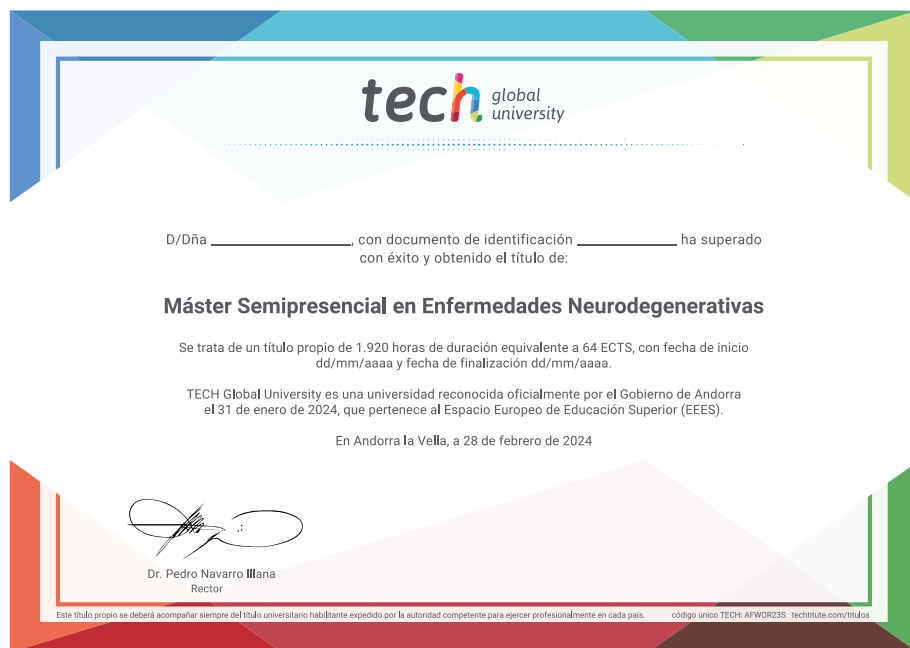 tech global university
D/Dña ____________________, con documento de identificación ______________ ha superado
con éxito y obtenido el título de:
Máster Semipresencial en Enfermedades Neurodegenerativas
Se trata de un título propio de 1.920 horas de duración equivalente a 64 ECTS, con fecha de inicio
dd/mm/aaaa y fecha de finalización dd/mm/aaaa.
TECH Global University es una universidad reconocida oficialmente por el Gobierno de Andorra
el 31 de enero de 2024, que pertenece al Espacio Europeo de Educación Superior (EEES).
En Andorra la Vella, a 28 de febrero de 2024
Dr. Pedro Navarro Illana
Rector
Este título propio se deberá acompañar siempre del título universitario habilitante expedido por la autoridad competente para ejercer profesionalmente en cada país. código único TECH: AFWOR23S techtitute.com/titulos